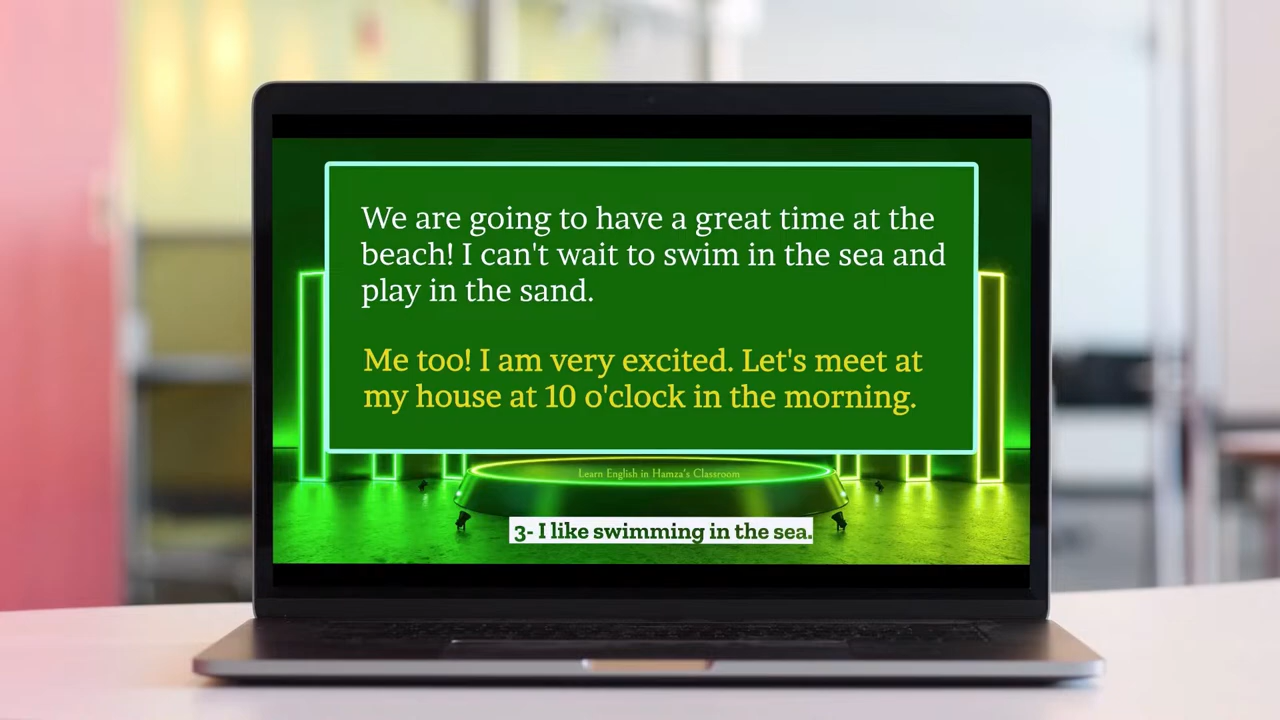 We are going to have a great time at the
beach! I can't wait to swim in the sea and
play in the sand.
Me too! I am very excited. Let's meet at
my house at 10 o'clock in the morning.
Learn English in Hamza's Classroom
3- I like swimming in the sea.